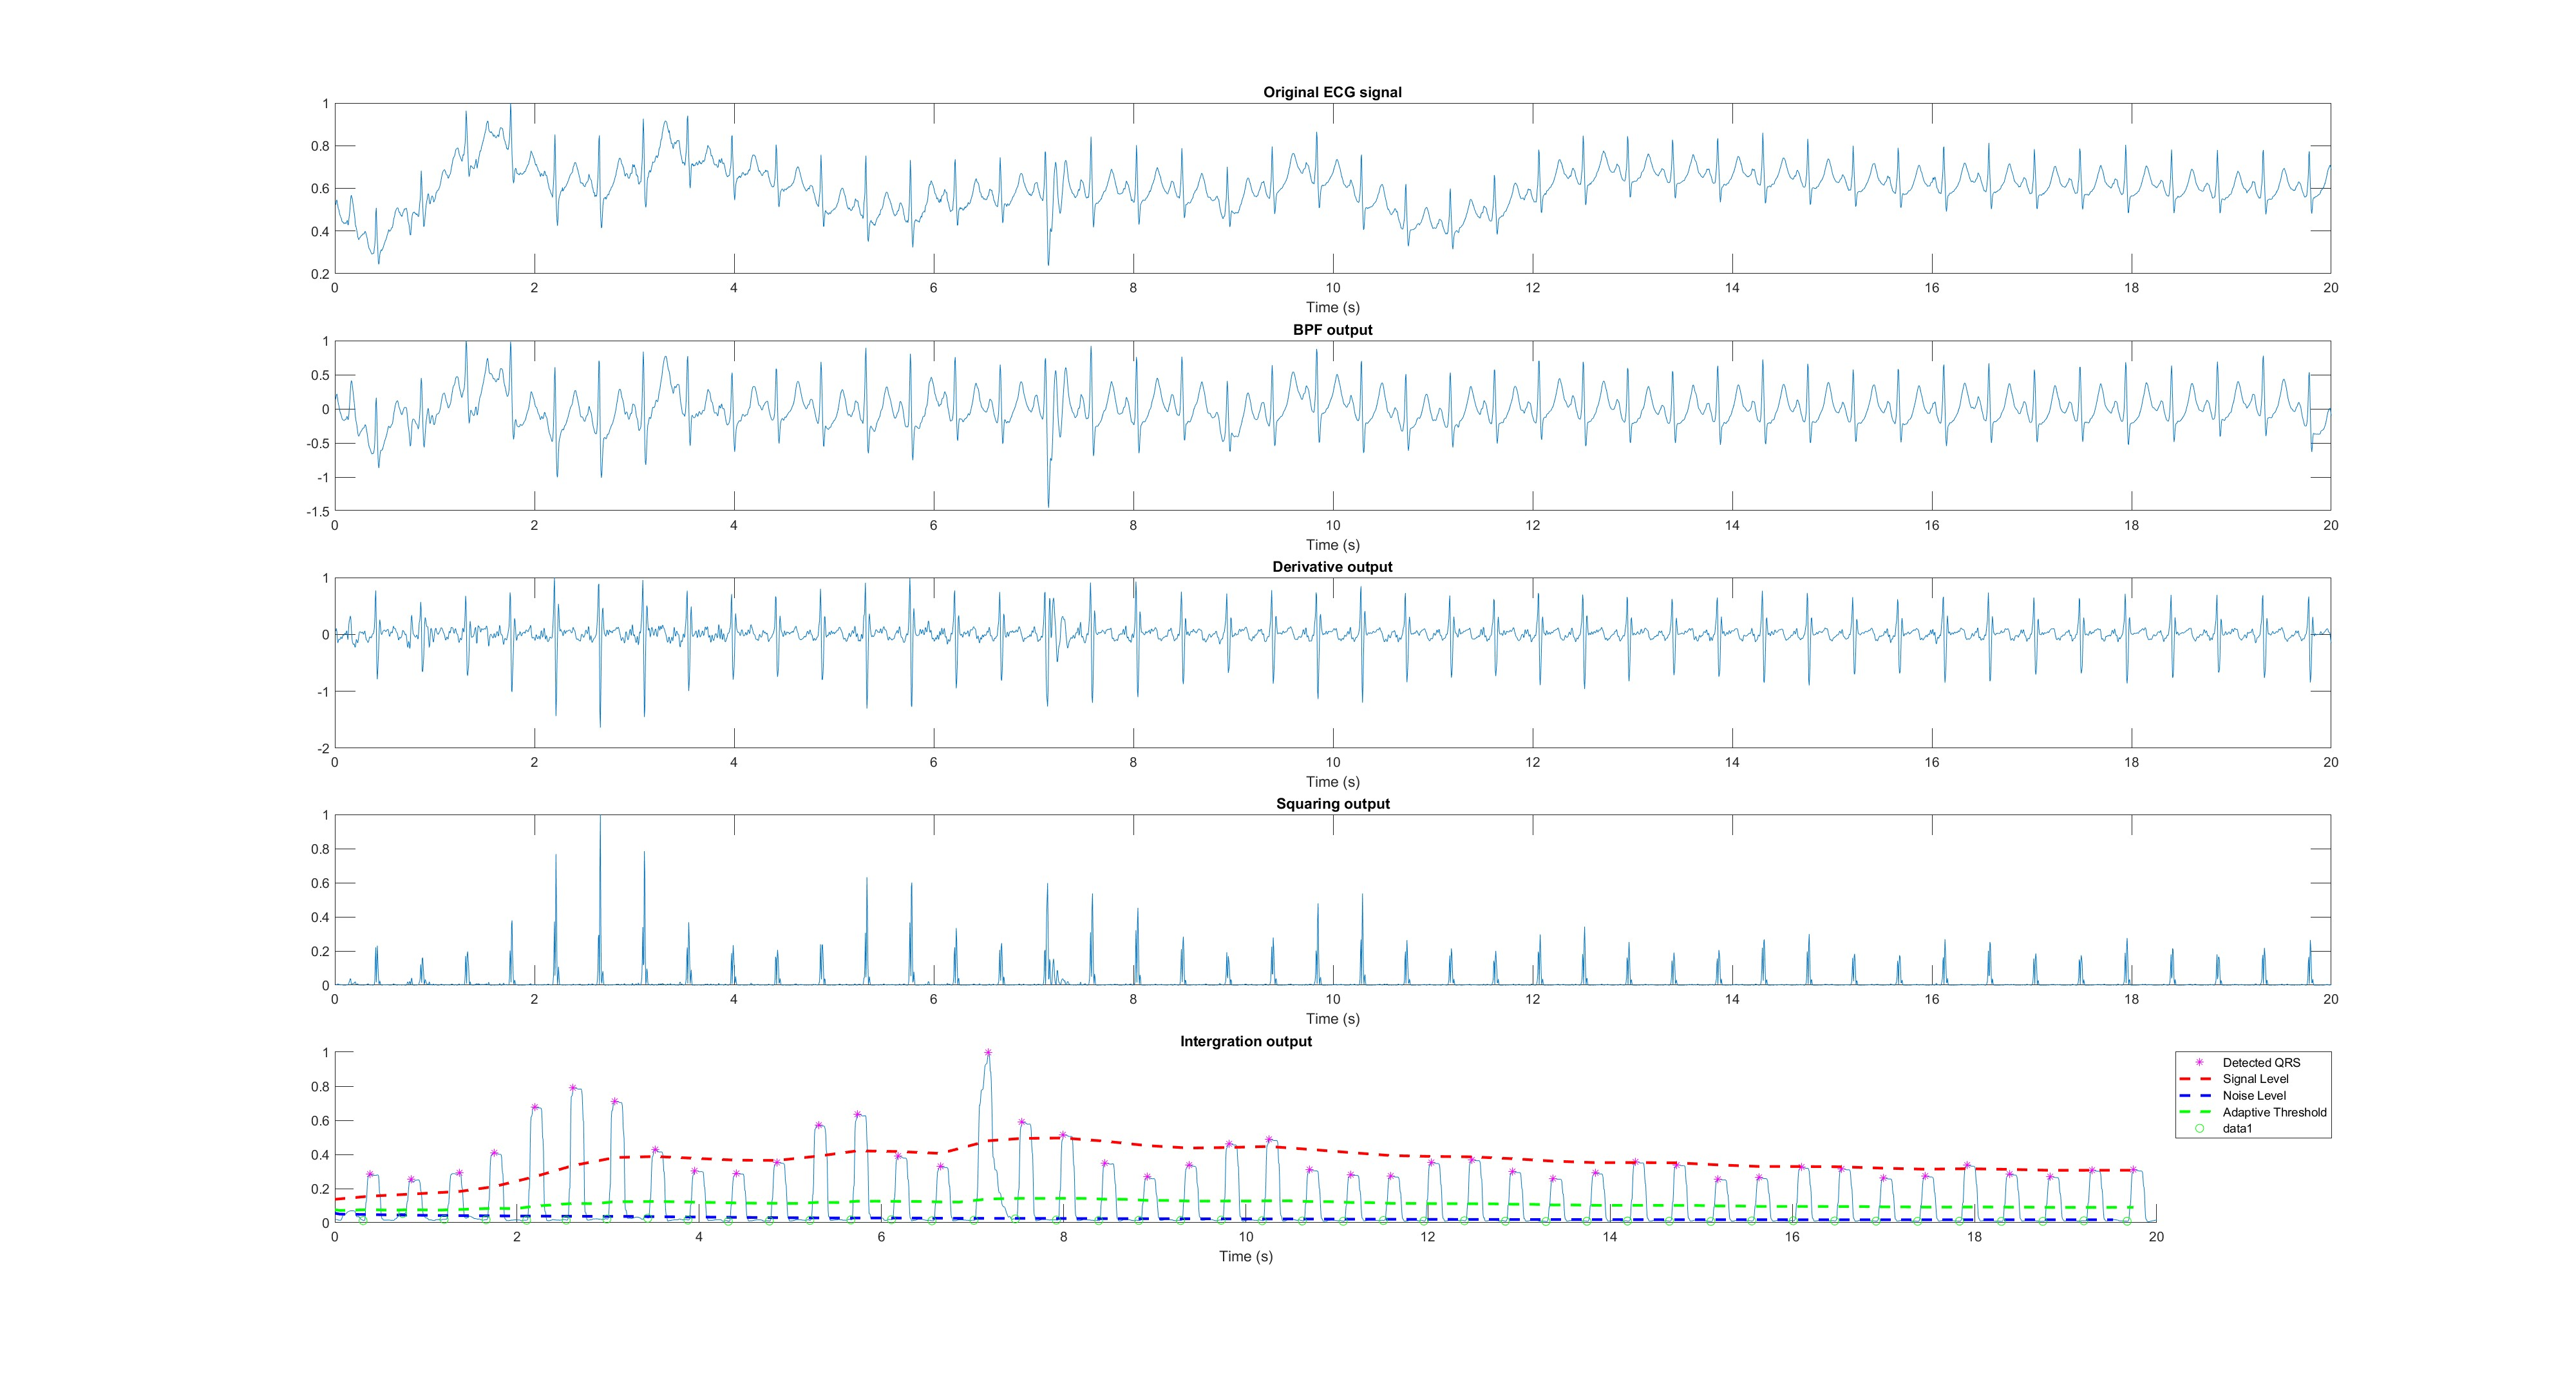 Original ECG signal
1
0.8
0.6
0.4
0.2
0 2 4 6 8 10 12 14 16 18 20
Time (s)
BPF output
1
0.5
0
-0.5
-1
-1.5
0 2 4 6 8 10 12 14 16 18 20
Time (s)
Derivative output
1
0
-1
-2
0 2 4 6 8 10 12 14 16 18 20
Time (s)
Squaring output
1
0.8
0.6
0.4
0.2
0
0 2 4 6 8 10 12 14 16 18 20
Time (s)
Intergration output
1
0.8
0.6
0.4
0.2
0
0 2 4 6 8 10 12 14 16 18 20
Time (s)
Detected QRS
Signal Level
Noise Level
Adaptive Threshold
data1